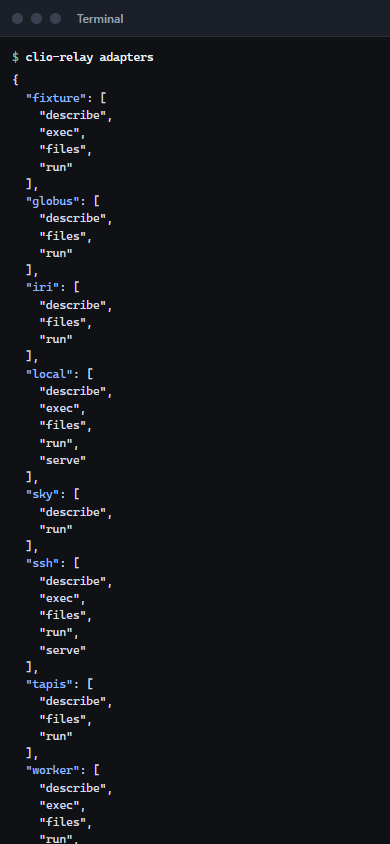 Terminal
$ clio-relay adapters
{
  "fixture": [
    "describe",
    "exec",
    "files",
    "run"
  ],
  "globus": [
    "describe",
    "files",
    "run"
  ],
  "iri": [
    "describe",
    "files",
    "run"
  ],
  "local": [
    "describe",
    "exec",
    "files",
    "run",
    "serve"
  ],
  "sky": [
    "describe",
    "run"
  ],
  "ssh": [
    "describe",
    "exec",
    "files",
    "run",
    "serve"
  ],
  "tapis": [
    "describe",
    "files",
    "run"
  ],
  "worker": [
    "describe",
    "exec",
    "files",
    "run",